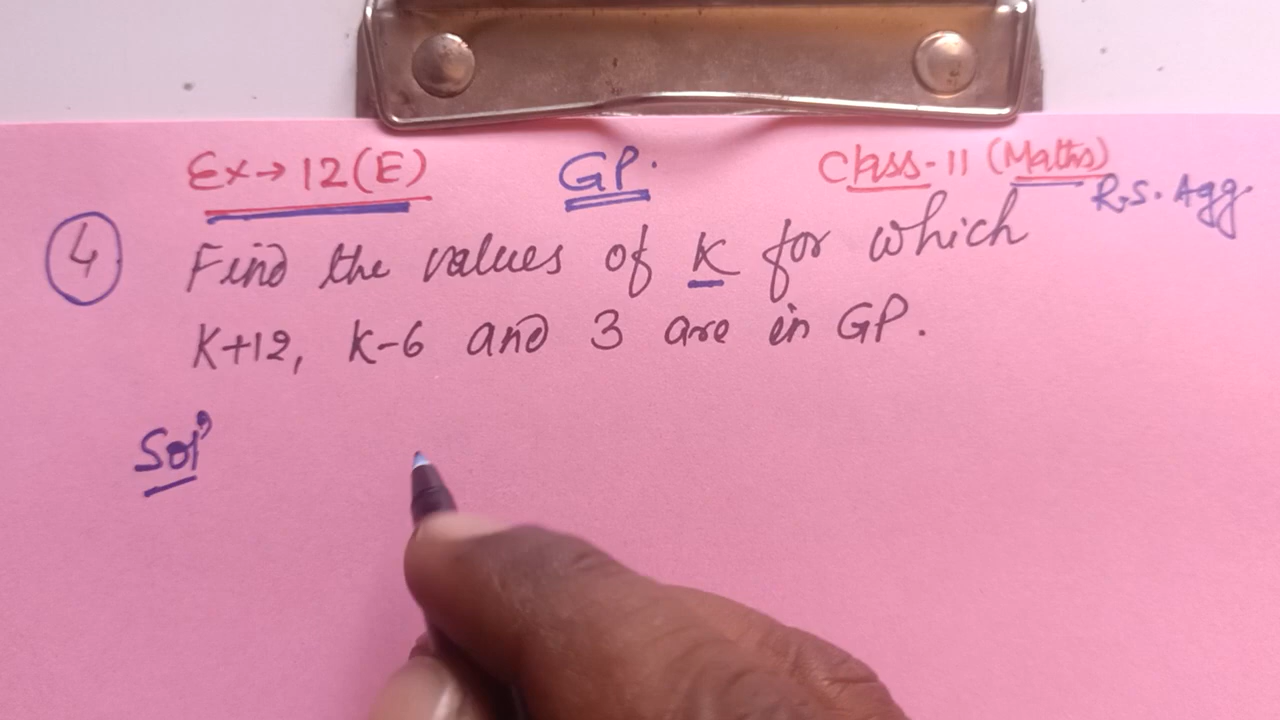 Ex→12(E) GP. Class-11 (Maths)
R.S. Agg
4 Find the values of K for which
K+12, K-6 and 3 are in GP.
Sol'